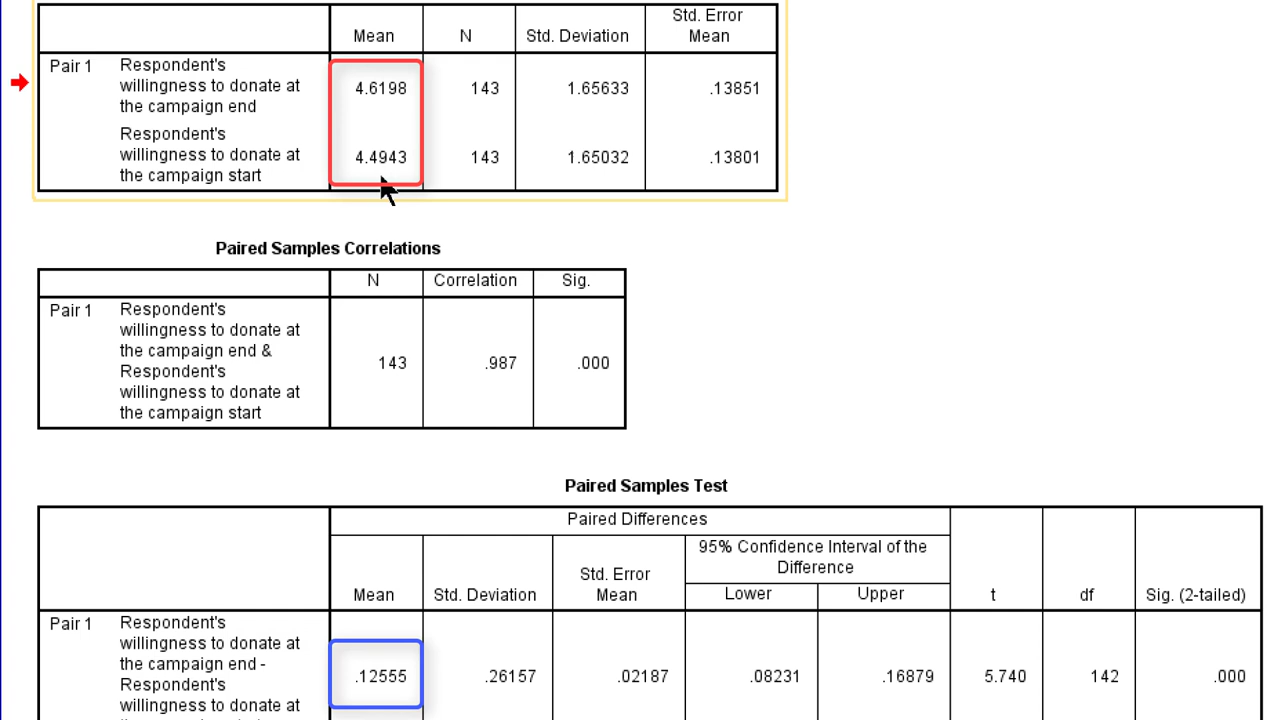 Mean N Std. Deviation Std. Error Mean
Pair 1 Respondent's
willingness to donate at
the campaign end 4.6198 143 1.65633 .13851
Respondent's
willingness to donate at
the campaign start 4.4943 143 1.65032 .13801
Paired Samples Correlations
N Correlation Sig.
Pair 1 Respondent's
willingness to donate at
the campaign end &
Respondent's
willingness to donate at
the campaign start 143 .987 .000
Paired Samples Test
Paired Differences
95% Confidence Interval of the
Difference
Mean Std. Deviation Std. Error Mean Lower Upper t df Sig. (2-tailed)
Pair 1 Respondent's
willingness to donate at
the campaign end -
Respondent's
willingness to donate at .12555 .26157 .02187 .08231 .16879 5.740 142 .000